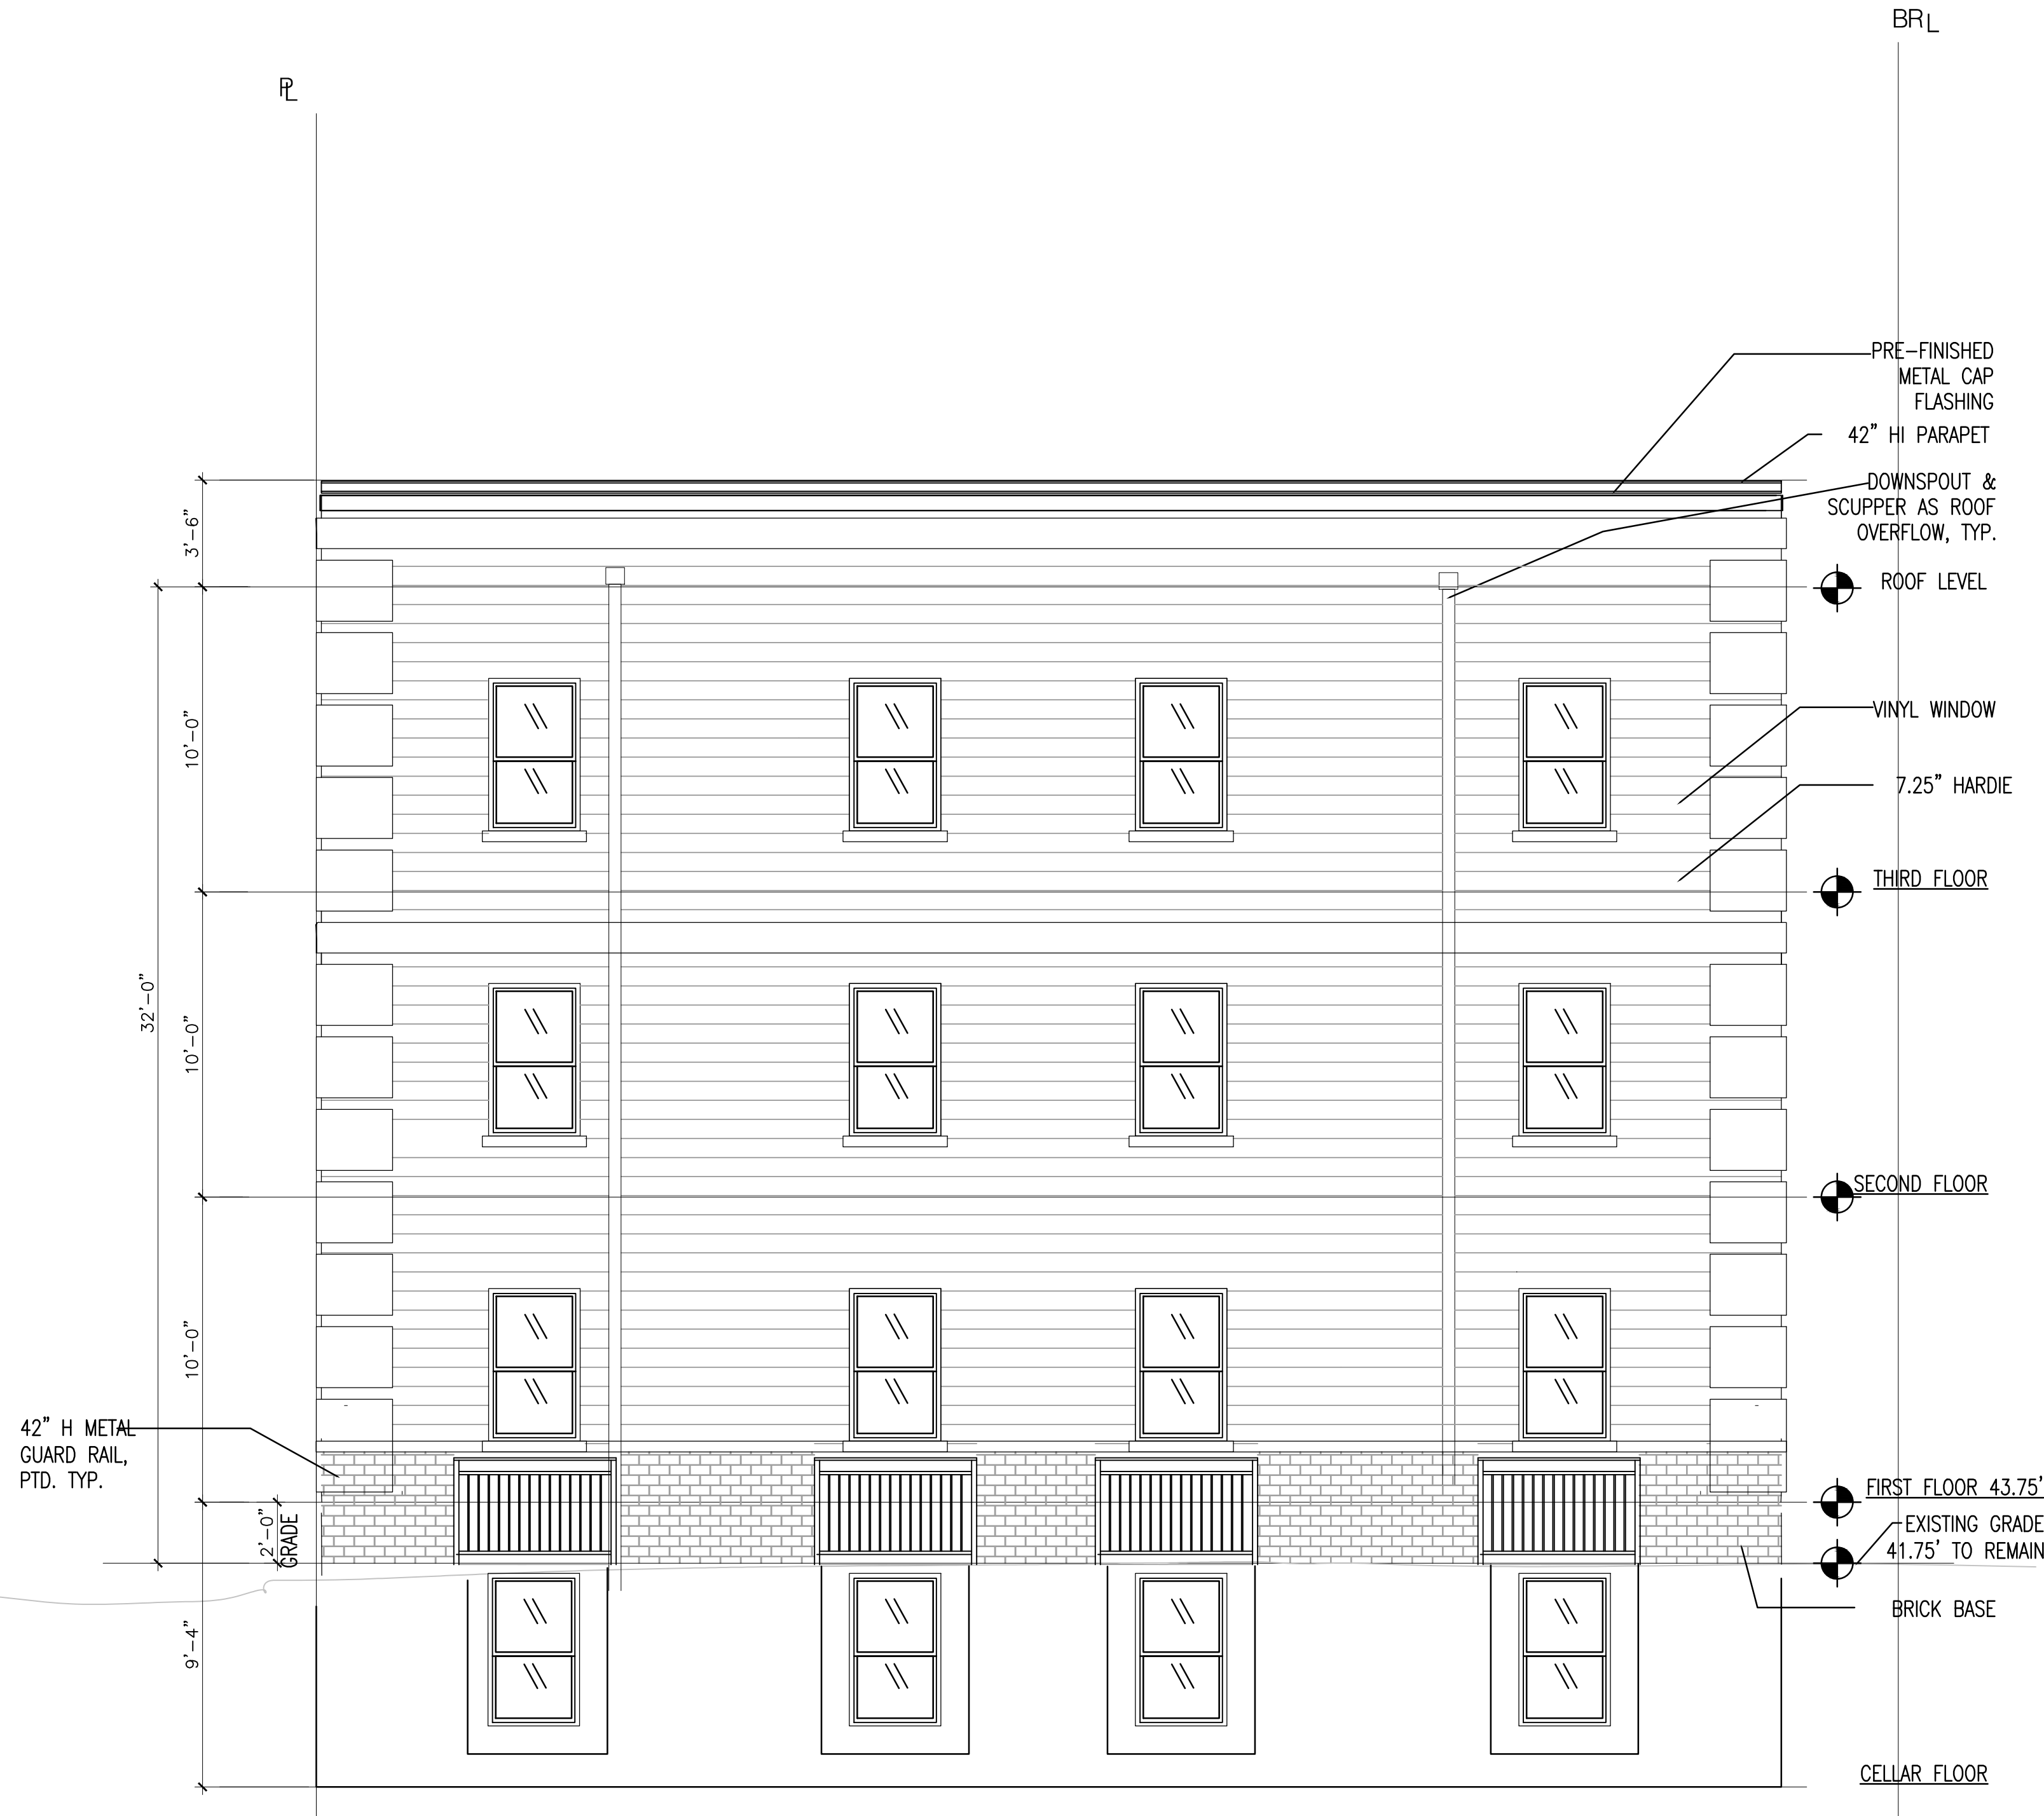 BRL
PL
PRE-FINISHED
METAL CAP
FLASHING
42" HI PARAPET
DOWNSPOUT &
SCUPPER AS ROOF
OVERFLOW, TYP.
3'-6"
ROOF LEVEL
10'-0"
VINYL WINDOW
7.25" HARDIE
THIRD FLOOR
32'-0"
10'-0"
SECOND FLOOR
10'-0"
42" H METAL
GUARD RAIL,
PTD. TYP.
FIRST FLOOR 43.75'
2'-0"
GRADE
EXISTING GRADE
41.75' TO REMAIN
BRICK BASE
9'-4"
CELLAR FLOOR